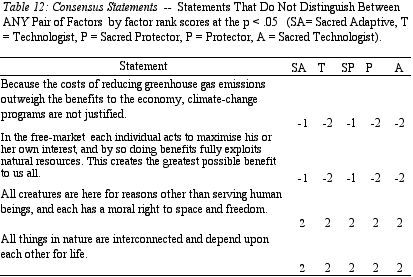 Table 12: Consensus Statements -- Statements That Do Not Distinguish Between
ANY Pair of Factors by factor rank scores at the p < .05 (SA= Sacred Adaptive, T
= Technologist, P = Sacred Protector, P = Protector, A = Sacred Technologist).
Statement SA T SP P A
Because the costs of reducing greenhouse gas emissions
outweigh the benefits to the economy, climate-change
programs are not justified.
-1 -2 -1 -2 -2
In the free-market each individual acts to maximise his or
her own interest, and by so doing benefits fully exploits
natural resources. This creates the greatest possible benefit
to us all.
-1 -2 -1 -2 -2
All creatures are here for reasons other than serving human
beings, and each has a moral right to space and freedom.
2 2 2 2 2
All things in nature are interconnected and depend upon
each other for life.
2 2 2 2 2